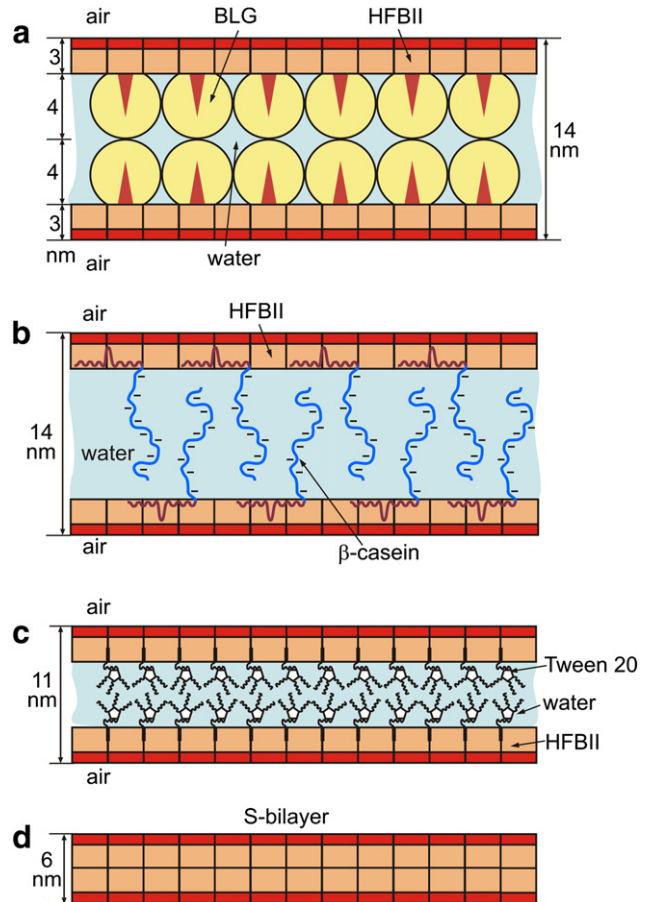 a
air
BLG
HFBII
3
4
4
3
nm
14
nm
air
water
b
air
HFBII
14
nm
water
air
β-casein
c
air
11
nm
Tween 20
water
HFBII
air
d
S-bilayer
6
nm